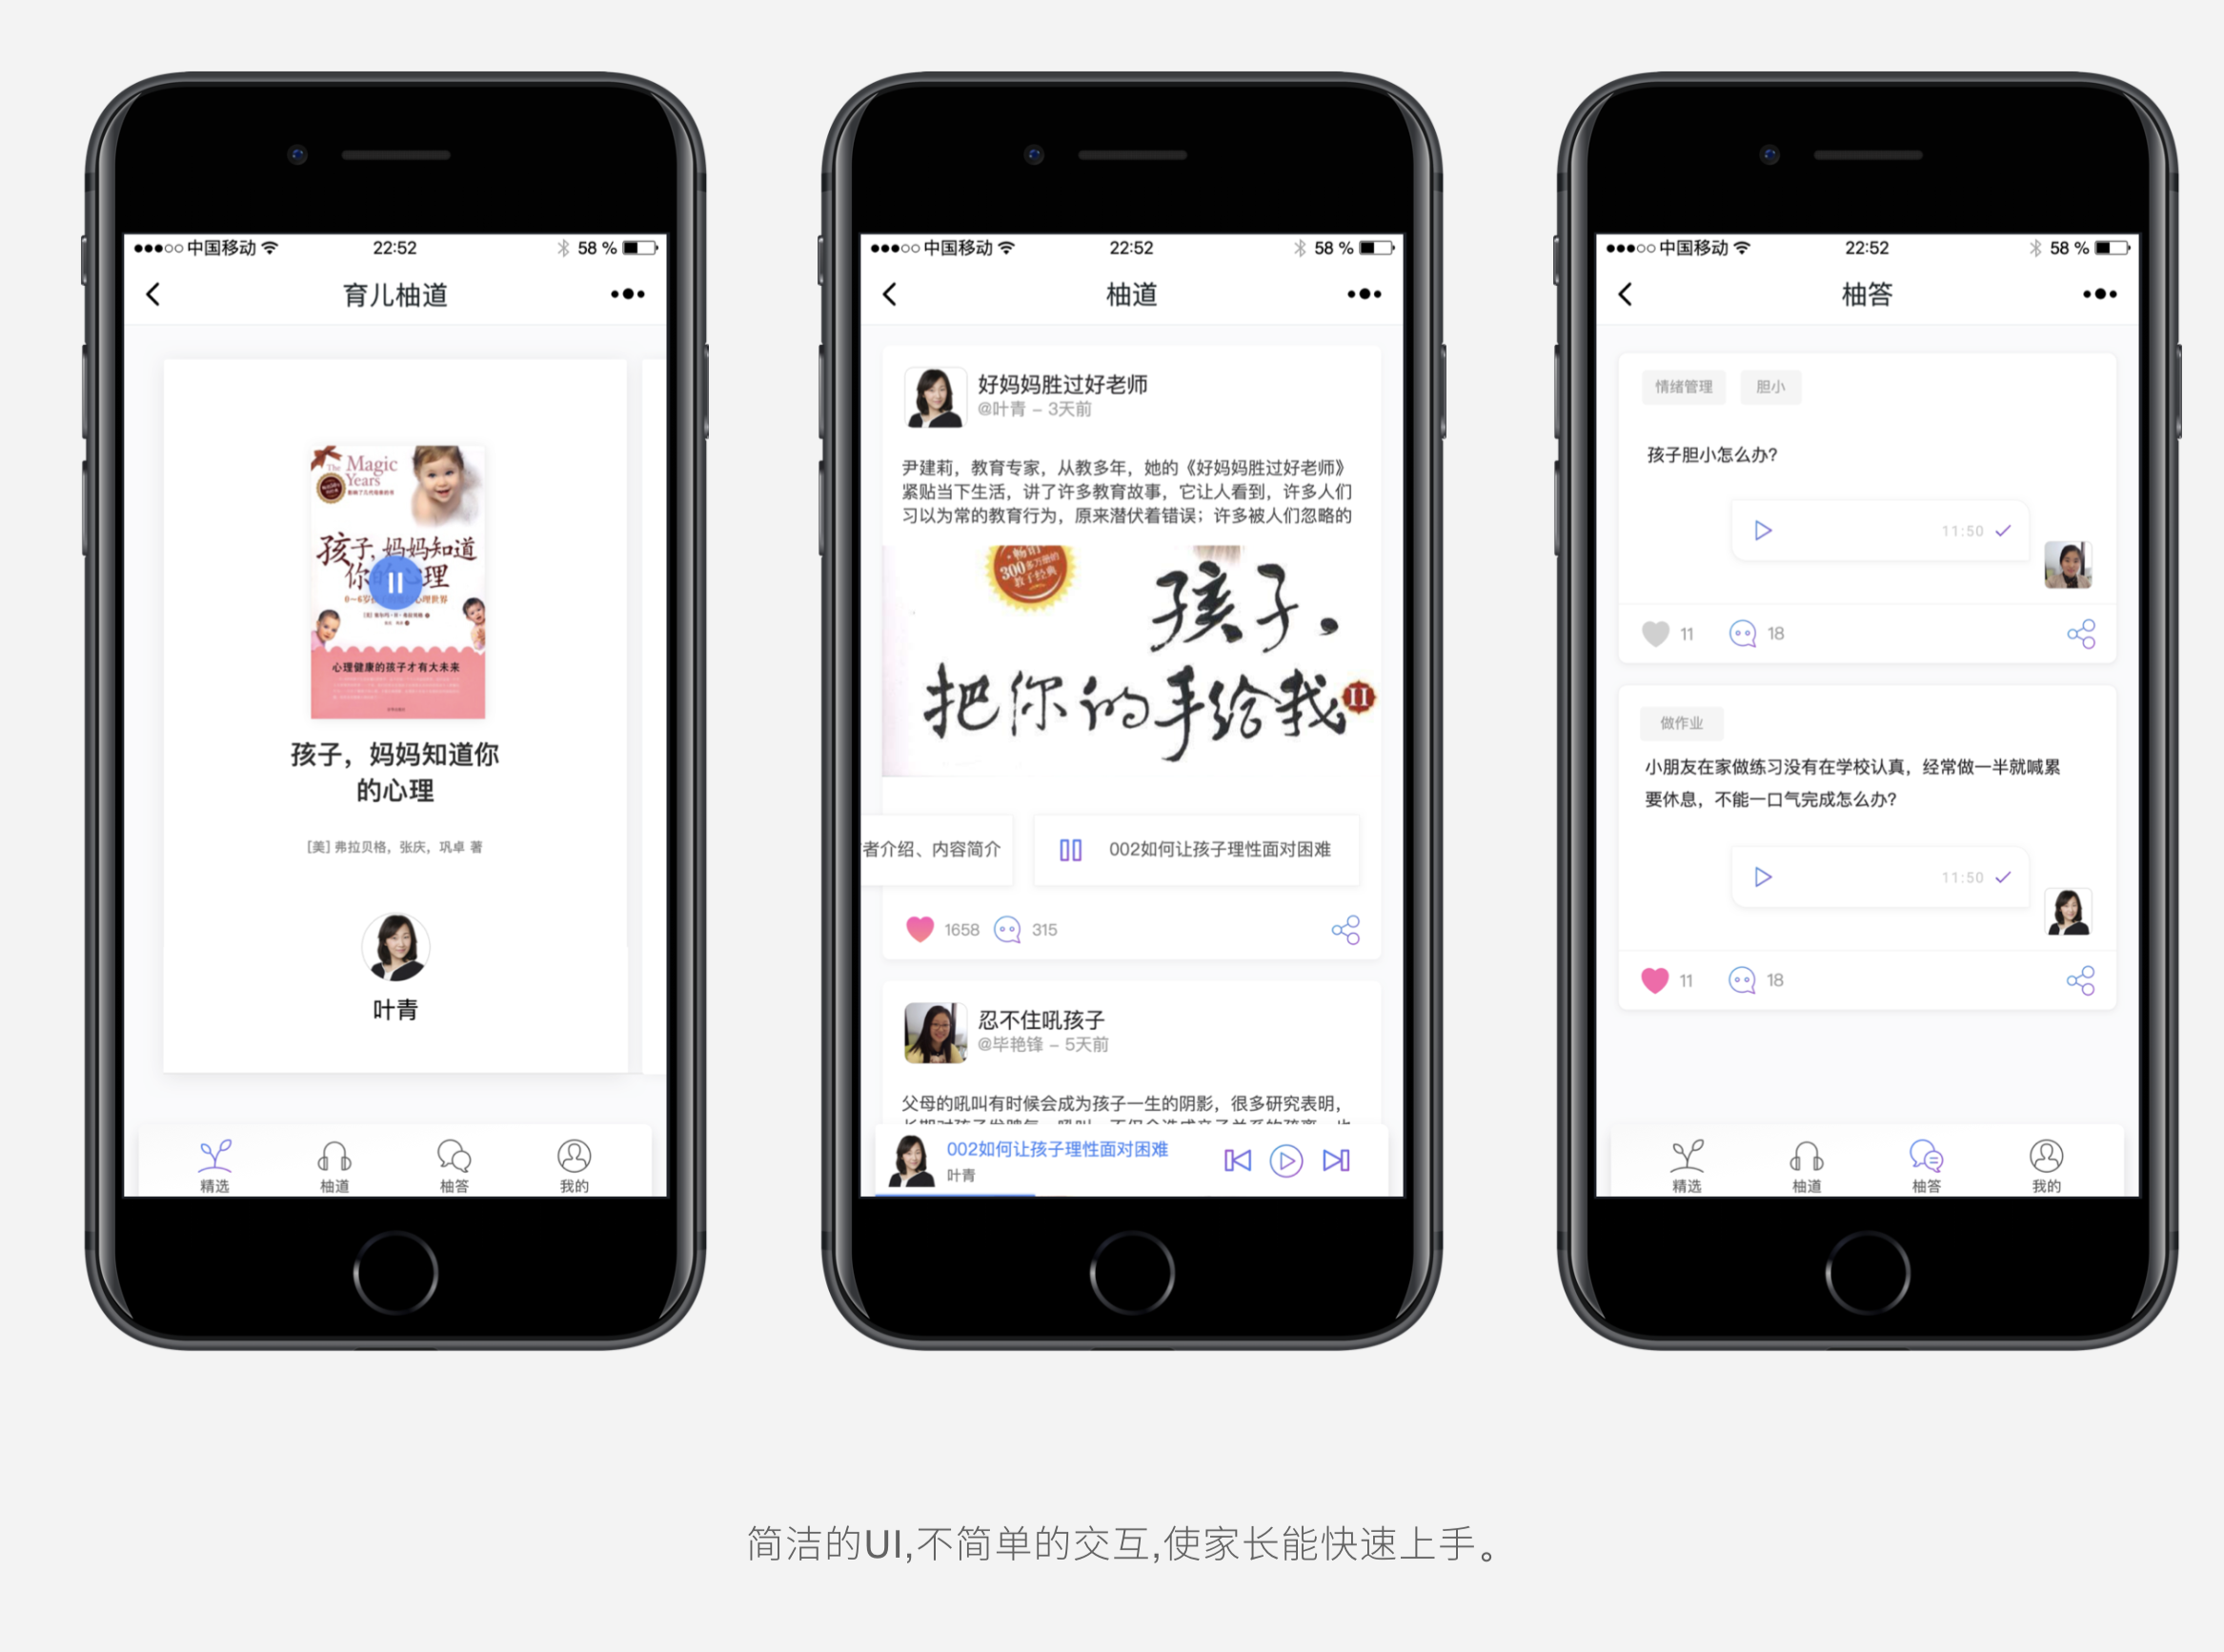 中国移动
22:52
58 %
育儿柚道
The Magic
Years
孩子,妈妈知道
你的心理
心理健康的孩子才有大未来
孩子，妈妈知道你
的心理
[美] 弗拉贝格，张庆，巩卓 著
叶青
精选
柚道
柚答
我的
中国移动
22:52
58 %
柚道
好妈妈胜过好老师
@叶青 – 3天前
尹建莉，教育专家，从教多年，她的《好妈妈胜过好老师》
紧贴当下生活，讲了许多教育故事，它让人看到，许多人们
习以为常的教育行为，原来潜伏着错误；许多被人们忽略的
300多万册的
教子经典
孩子，
把你的手给我 II
者介绍、内容简介
002如何让孩子理性面对困难
1658
315
忍不住吼孩子
@毕艳锋 – 5天前
父母的吼叫有时候会成为孩子一生的阴影，很多研究表明，
002如何让孩子理性面对困难
叶青
中国移动
22:52
58 %
柚答
情绪管理
胆小
孩子胆小怎么办?
11:50
11
18
做作业
小朋友在家做练习没有在学校认真，经常做一半就喊累
要休息，不能一口气完成怎么办?
11:50
11
18
精选
柚道
柚答
我的
简洁的UI,不简单的交互,使家长能快速上手。